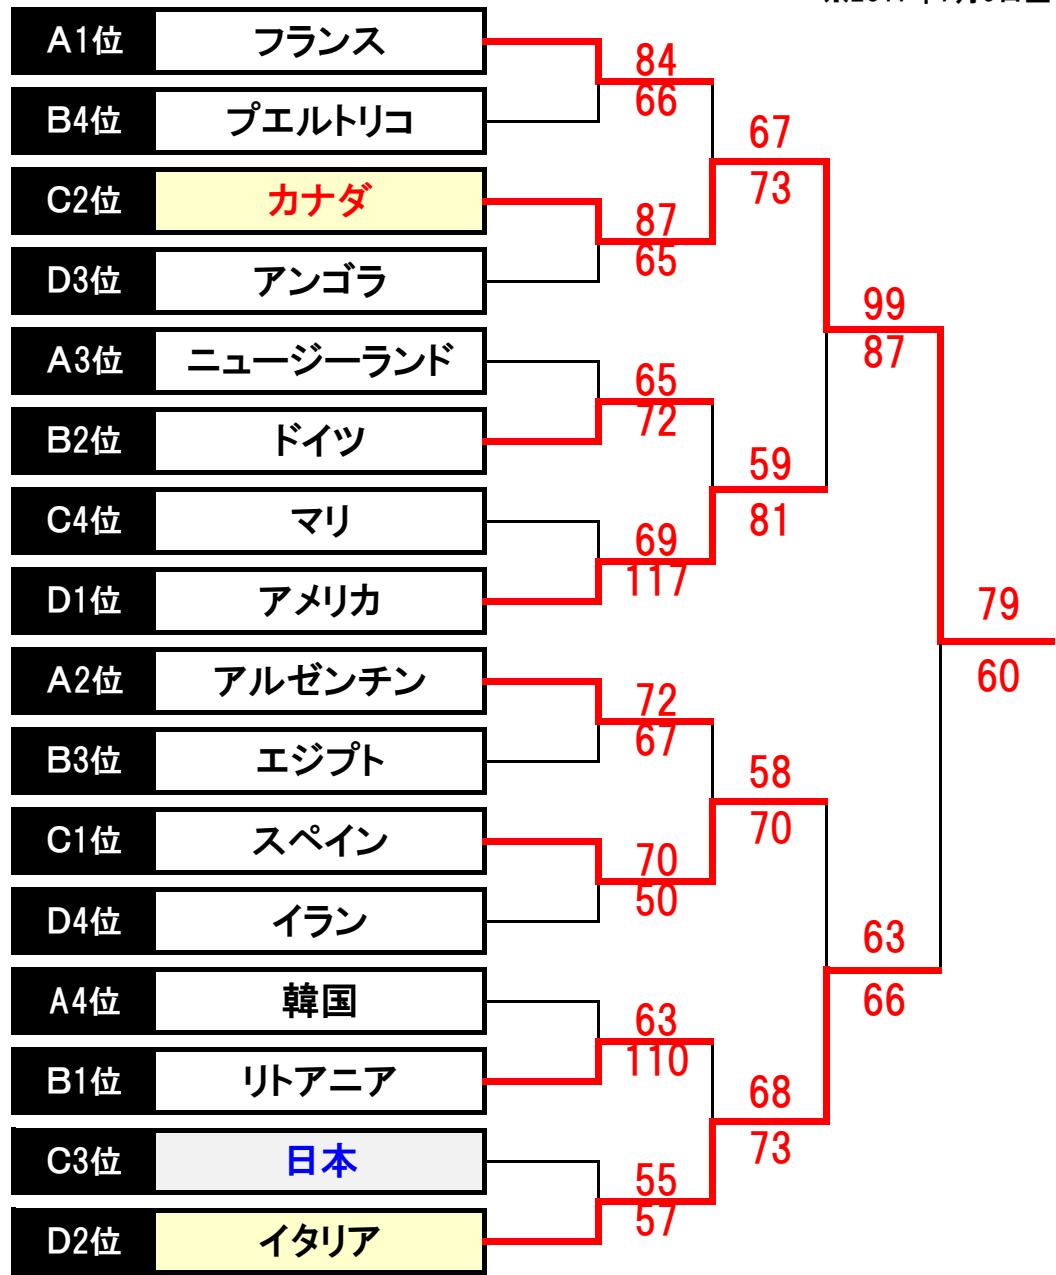 A1位 フランス
84
66
B4位 プエルトリコ
67
73
C2位 カナダ
87
65
D3位 アンゴラ
99
87
A3位 ニュージーランド
65
72
B2位 ドイツ
59
81
C4位 マリ
69
117
D1位 アメリカ
79
60
A2位 アルゼンチン
72
67
B3位 エジプト
58
70
C1位 スペイン
70
50
D4位 イラン
63
66
A4位 韓国
63
110
B1位 リトアニア
68
73
C3位 日本
55
57
D2位 イタリア